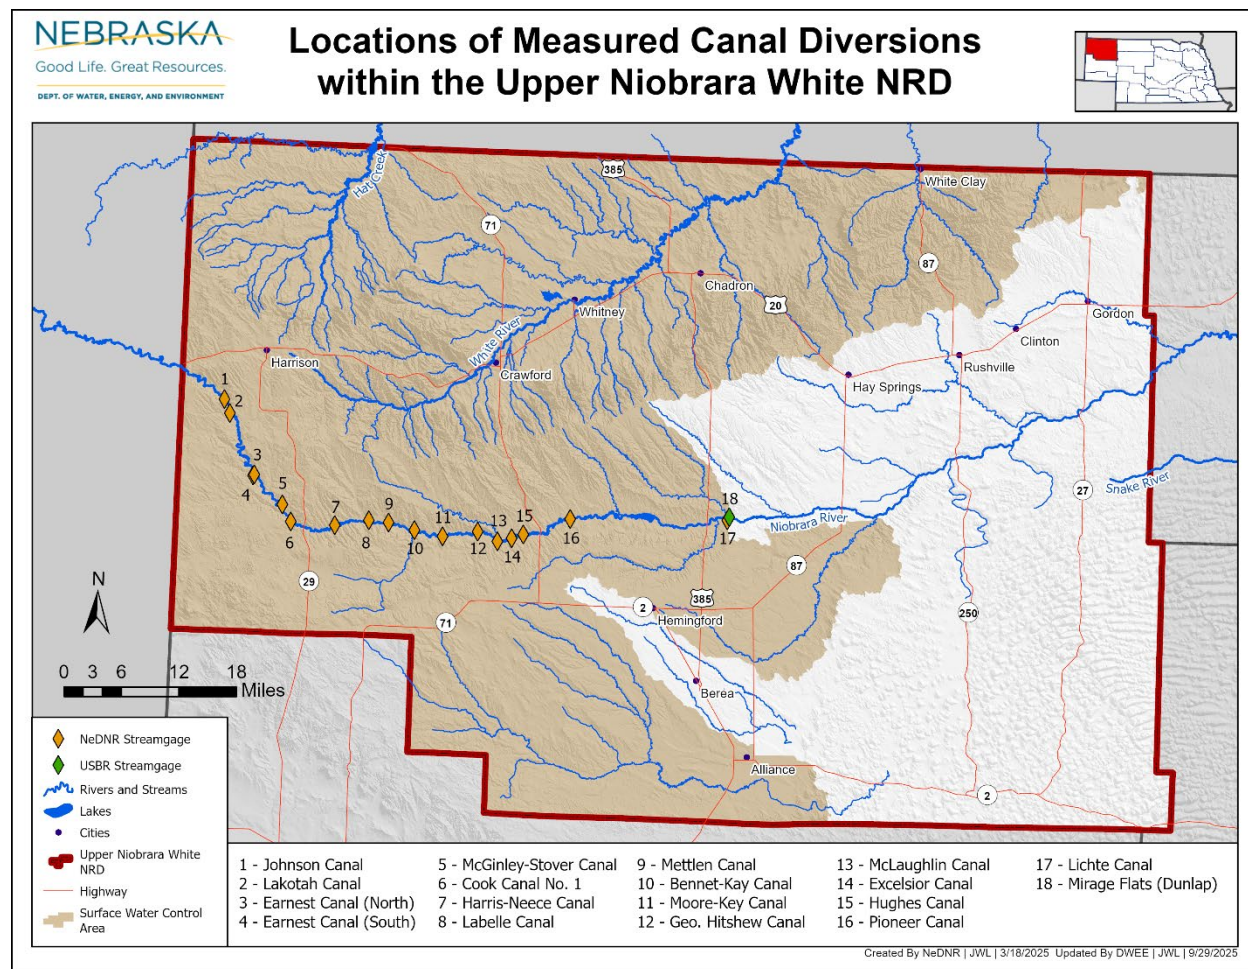 NEBRASKA
Good Life. Great Resources.
DEPT. OF WATER, ENERGY, AND ENVIRONMENT
Locations of Measured Canal Diversions
within the Upper Niobrara White NRD
Hat Creek
385
White Clay
71
87
Chadron
20
Whitney
White River
Gordon
Clinton
Harrison
Crawford
Rushville
Hay Springs
1
2
3
4
5
6
7
8
9
10
11
12
13
14
15
16
18
17
Niobrara River
27
Snake River
29
87
250
385
2
Hemingford
71
N
Berea
0 3 6 12 18
Miles
Alliance
2
NeDNR Streamgage
USBR Streamgage
Rivers and Streams
Lakes
Cities
Upper Niobrara White
NRD
Highway
Surface Water Control
Area
1 - Johnson Canal
2 - Lakotah Canal
3 - Earnest Canal (North)
4 - Earnest Canal (South)
5 - McGinley-Stover Canal
6 - Cook Canal No. 1
7 - Harris-Neece Canal
8 - Labelle Canal
9 - Mettlen Canal
10 - Bennet-Kay Canal
11 - Moore-Key Canal
12 - Geo. Hitshew Canal
13 - McLaughlin Canal
14 - Excelsior Canal
15 - Hughes Canal
16 - Pioneer Canal
17 - Lichte Canal
18 - Mirage Flats (Dunlap)
Created By NeDNR | JWL | 3/18/2025 Updated By DWEE | JWL | 9/29/2025